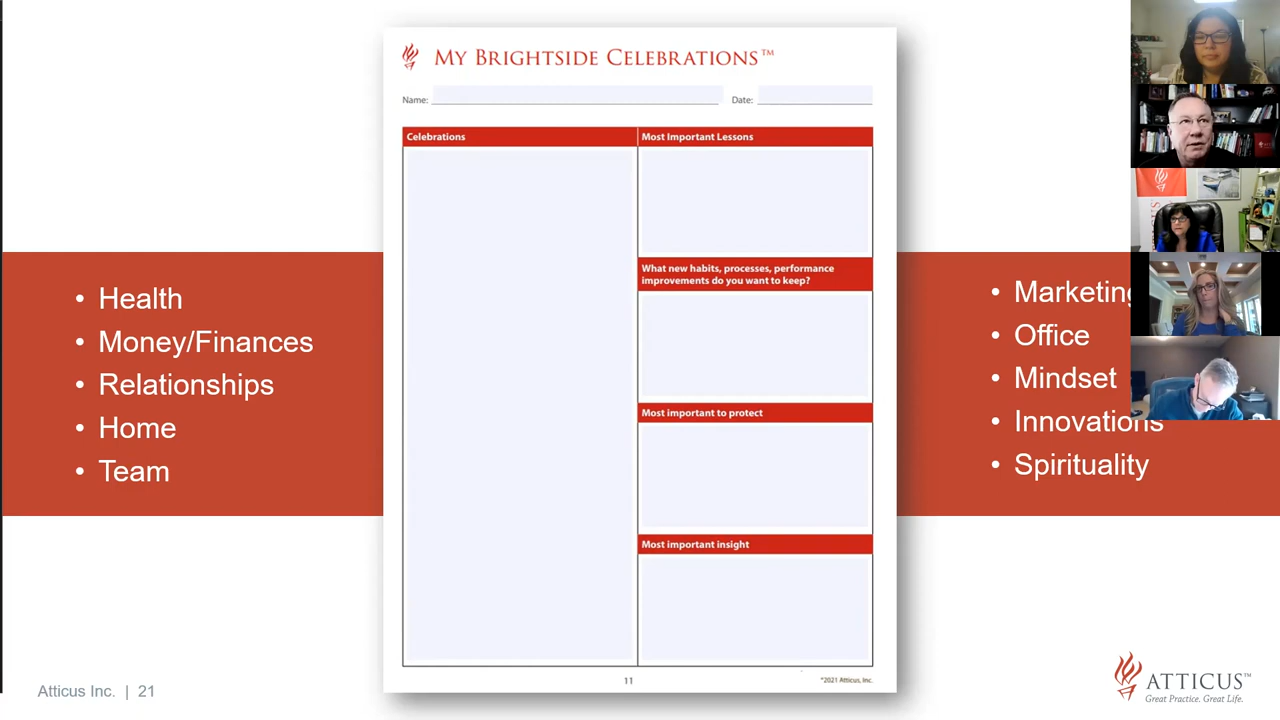 My Brightside Celebrations™
Name:
Date:
Celebrations
Most Important Lessons
What new habits, processes, performance
improvements do you want to keep?
Most important to protect
Most important insight
11
*2021 Atticus, Inc.
• Health
• Money/Finances
• Relationships
• Home
• Team
• Marketing
• Office
• Mindset
• Innovations
• Spirituality
Atticus Inc. | 21
ATTICUS™
Great Practice. Great Life.